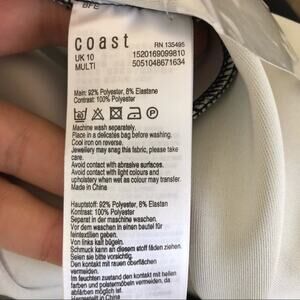 BFE
coast
RN 135495
UK 10
1520169099810
MULTI
5051048671634
Main: 92% Polyester, 8% Elastane
Contrast: 100% Polyester
Machine wash separately.
Place in a delicates bag before washing.
Cool iron on reverse.
Jewellery may snag this fabric, please take
care.
Avoid contact with abrasive surfaces.
Avoid contact with light colours and
upholstery when wet as colour may transfer.
Made in China
Hauptstoff: 92% Polyester, 8% Elastan
Kontrast: 100% Polyester
Separat in der maschine waschen.
Vor dem waschen in einen beutel für
feintextilien geben.
Von links kalt bügeln.
Schmuck kann an diesem stoff fäden ziehen.
Seien sie bitte vorsichtig.
Den kontakt mit rauen oberflächen
vermeiden.
Im feuchten zustand den kontakt mit hellen
farben und polstermöbeln vermeiden, da
abfärben möglich ist.
Made in China